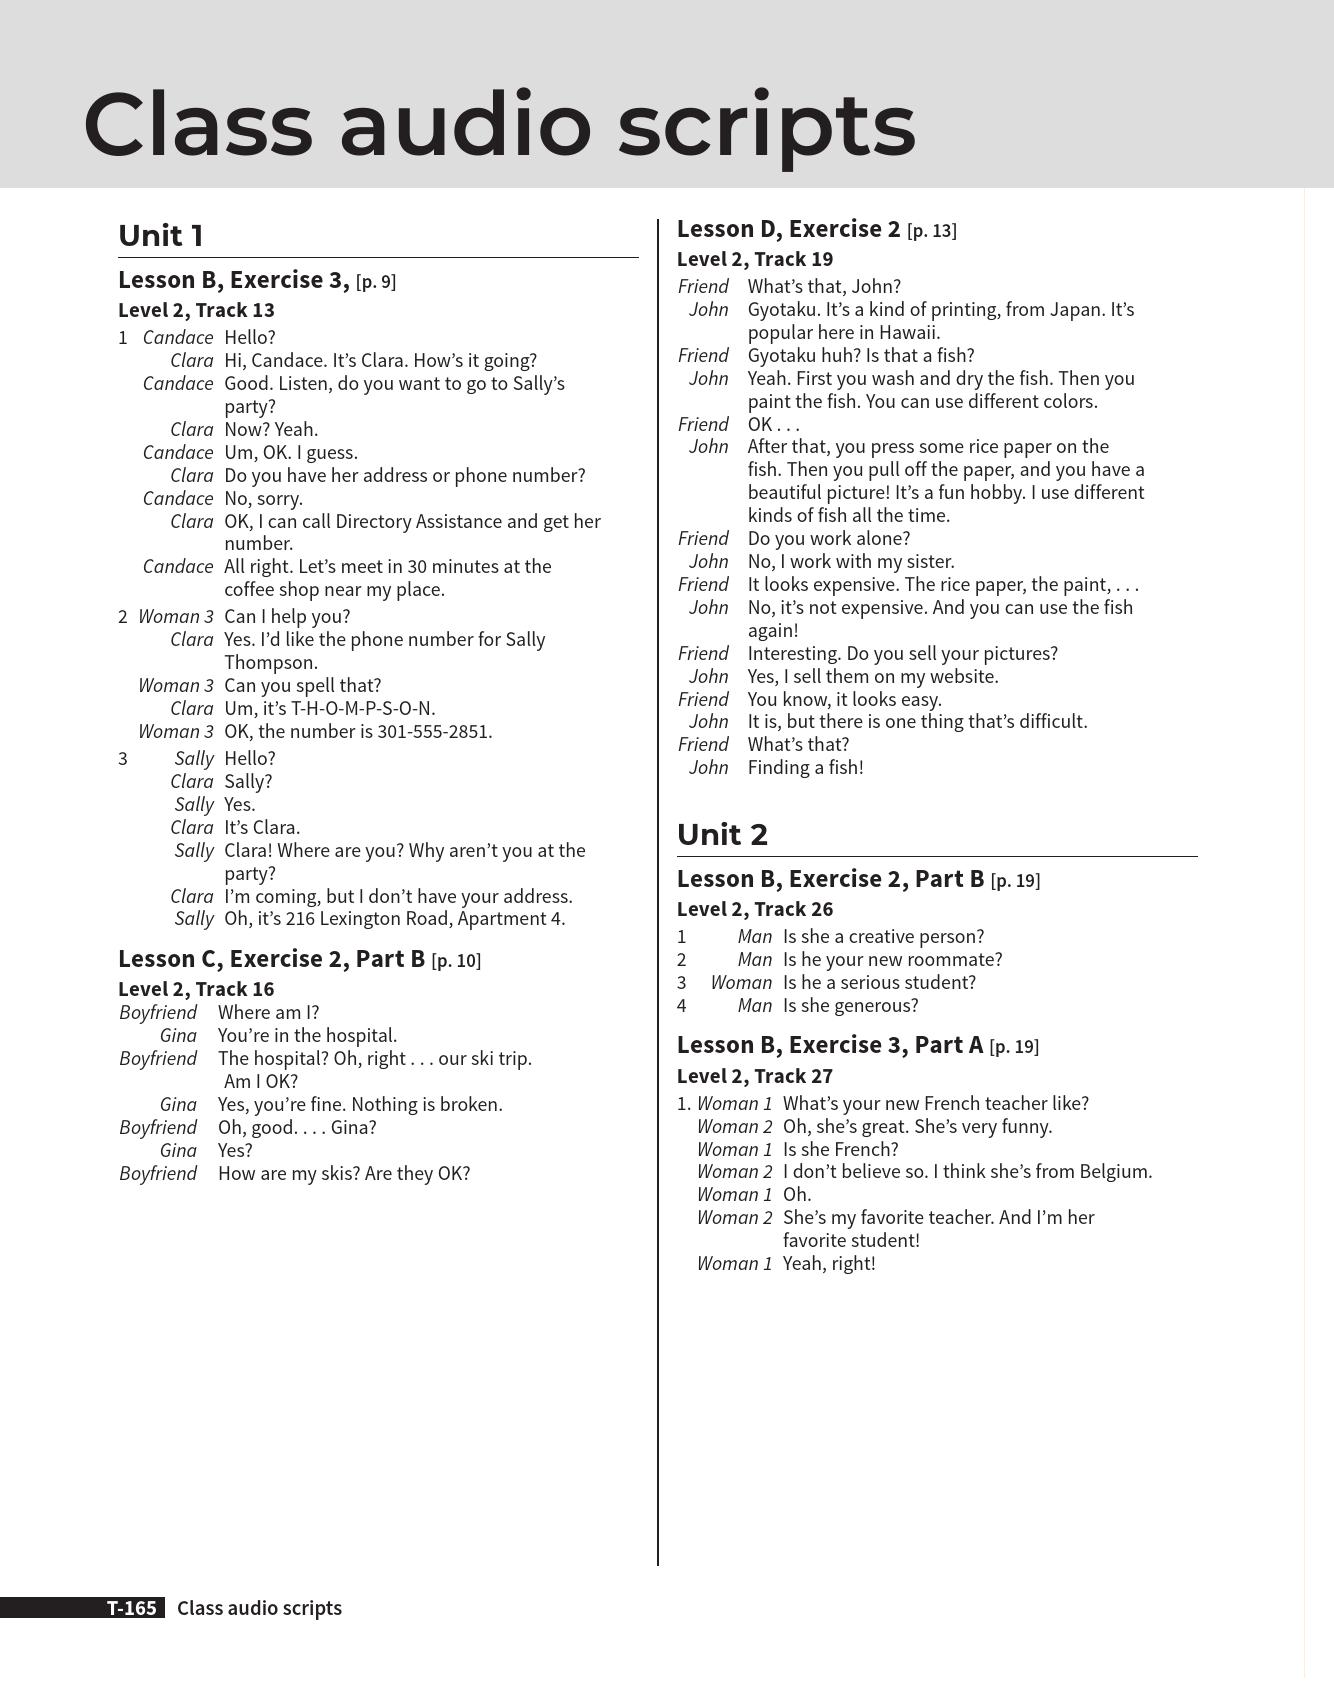 Class audio scripts
Unit 1
Lesson B, Exercise 3, [p. 9]
Level 2, Track 13
1 Candace Hello?
Clara Hi, Candace. It’s Clara. How’s it going?
Candace Good. Listen, do you want to go to Sally’s
party?
Clara Now? Yeah.
Candace Um, OK. I guess.
Clara Do you have her address or phone number?
Candace No, sorry.
Clara OK, I can call Directory Assistance and get her
number.
Candace All right. Let’s meet in 30 minutes at the
coffee shop near my place.
2 Woman 3 Can I help you?
Clara Yes. I’d like the phone number for Sally
Thompson.
Woman 3 Can you spell that?
Clara Um, it’s T-H-O-M-P-S-O-N.
Woman 3 OK, the number is 301-555-2851.
3 Sally Hello?
Clara Sally?
Sally Yes.
Clara It’s Clara.
Sally Clara! Where are you? Why aren’t you at the
party?
Clara I’m coming, but I don’t have your address.
Sally Oh, it’s 216 Lexington Road, Apartment 4.
Lesson C, Exercise 2, Part B [p. 10]
Level 2, Track 16
Boyfriend Where am I?
Gina You’re in the hospital.
Boyfriend The hospital? Oh, right . . . our ski trip.
Am I OK?
Gina Yes, you’re fine. Nothing is broken.
Boyfriend Oh, good. . . . Gina?
Gina Yes?
Boyfriend How are my skis? Are they OK?
Lesson D, Exercise 2 [p. 13]
Level 2, Track 19
Friend What’s that, John?
John Gyotaku. It’s a kind of printing, from Japan. It’s
popular here in Hawaii.
Friend Gyotaku huh? Is that a fish?
John Yeah. First you wash and dry the fish. Then you
paint the fish. You can use different colors.
Friend OK . . .
John After that, you press some rice paper on the
fish. Then you pull off the paper, and you have a
beautiful picture! It’s a fun hobby. I use different
kinds of fish all the time.
Friend Do you work alone?
John No, I work with my sister.
Friend It looks expensive. The rice paper, the paint, . . .
John No, it’s not expensive. And you can use the fish
again!
Friend Interesting. Do you sell your pictures?
John Yes, I sell them on my website.
Friend You know, it looks easy.
John It is, but there is one thing that’s difficult.
Friend What’s that?
John Finding a fish!
Unit 2
Lesson B, Exercise 2, Part B [p. 19]
Level 2, Track 26
1 Man Is she a creative person?
2 Man Is he your new roommate?
3 Woman Is he a serious student?
4 Man Is she generous?
Lesson B, Exercise 3, Part A [p. 19]
Level 2, Track 27
1. Woman 1 What’s your new French teacher like?
Woman 2 Oh, she’s great. She’s very funny.
Woman 1 Is she French?
Woman 2 I don’t believe so. I think she’s from Belgium.
Woman 1 Oh.
Woman 2 She’s my favorite teacher. And I’m her
favorite student!
Woman 1 Yeah, right!
T-165 Class audio scripts